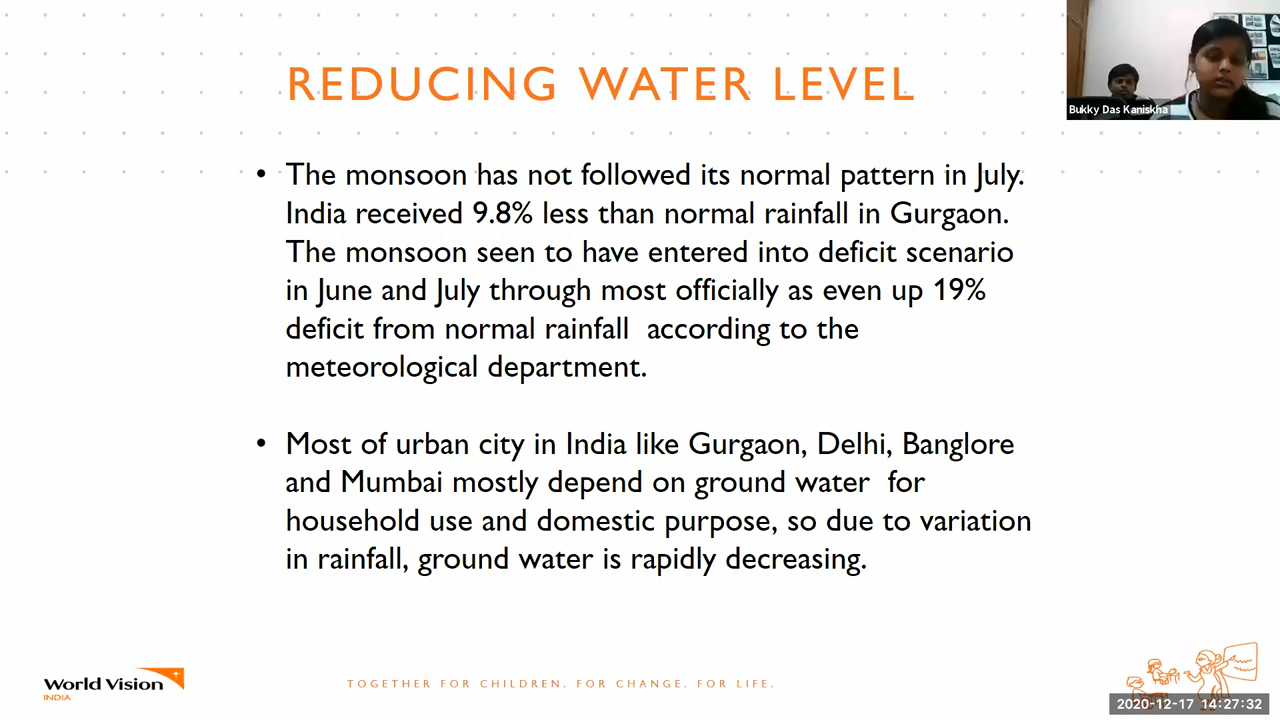 REDUCING WATER LEVEL
Bukky Das Kaniskha
• The monsoon has not followed its normal pattern in July.
India received 9.8% less than normal rainfall in Gurgaon.
The monsoon seen to have entered into deficit scenario
in June and July through most officially as even up 19%
deficit from normal rainfall according to the
meteorological department.
• Most of urban city in India like Gurgaon, Delhi, Banglore
and Mumbai mostly depend on ground water for
household use and domestic purpose, so due to variation
in rainfall, ground water is rapidly decreasing.
World Vision
INDIA
TOGETHER FOR CHILDREN. FOR CHANGE. FOR LIFE.
2020-12-17 14:27:32